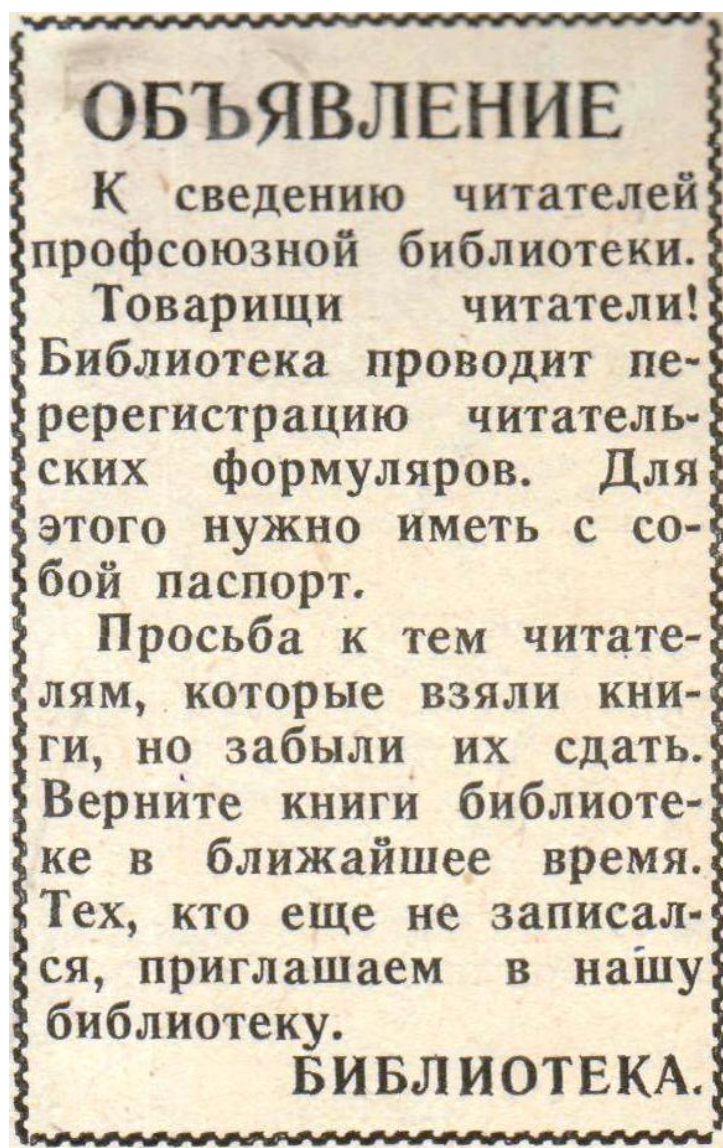 ОБЪЯВЛЕНИЕ
К сведению читателей
профсоюзной библиотеки.
Товарищи читатели!
Библиотека проводит пе-
ререгистрацию читатель-
ских формуляров. Для
этого нужно иметь с со-
бой паспорт.
Просьба к тем читате-
лям, которые взяли кни-
ги, но забыли их сдать.
Верните книги библиоте-
ке в ближайшее время.
Тех, кто еще не записал-
ся, приглашаем в нашу
библиотеку.
БИБЛИОТЕКА.